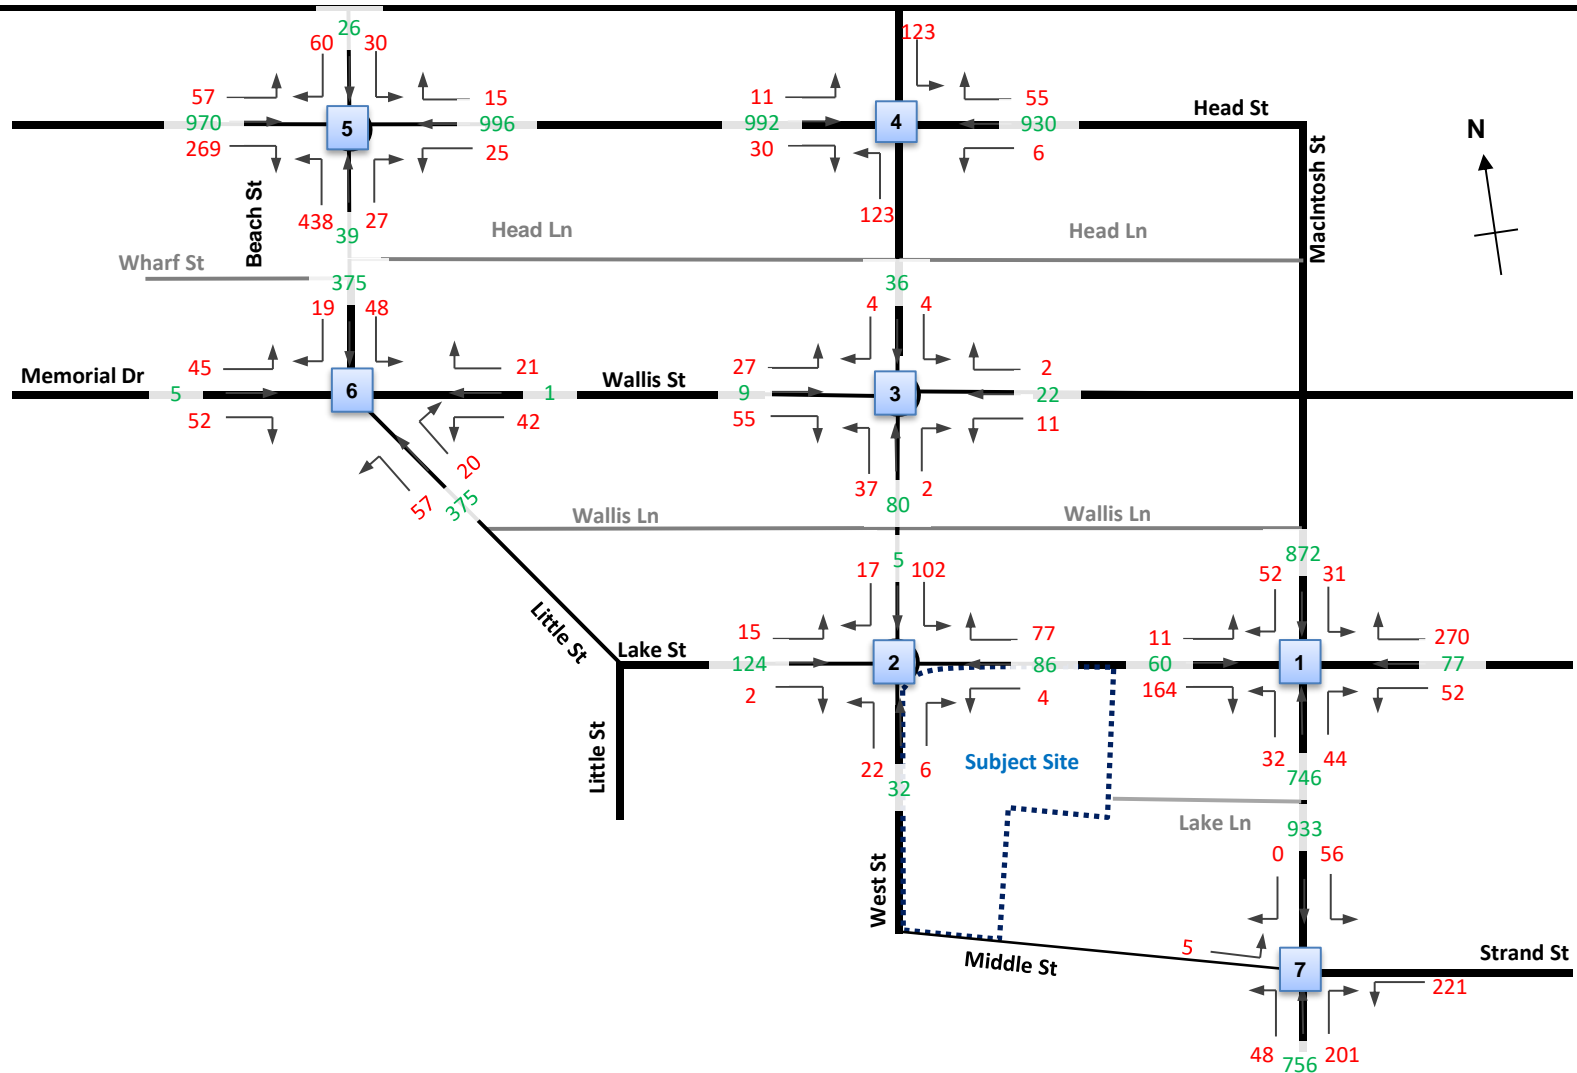 26
60 30
123
57 15
11 55
970 5 996
992 4 930
Head St
269 25
30 6
N
MacIntosh St
Beach St
438 27
39
123
Head Ln
Head Ln
Wharf St
375
36
19 48
4 4
45 21
27 2
Memorial Dr
5 6 1
Wallis St
9 3 22
52 42
55 11
20
57 375
37 2
80
Wallis Ln
Wallis Ln
872
5
17 102
52 31
15 77
11 270
Little St
Lake St
124 2 86
60 1 77
2 4
164 52
22 6
32
32 44
746
Subject Site
Little St
Lake Ln
933
0 56
West St
5
Middle St
7
Strand St
221
48 756 201